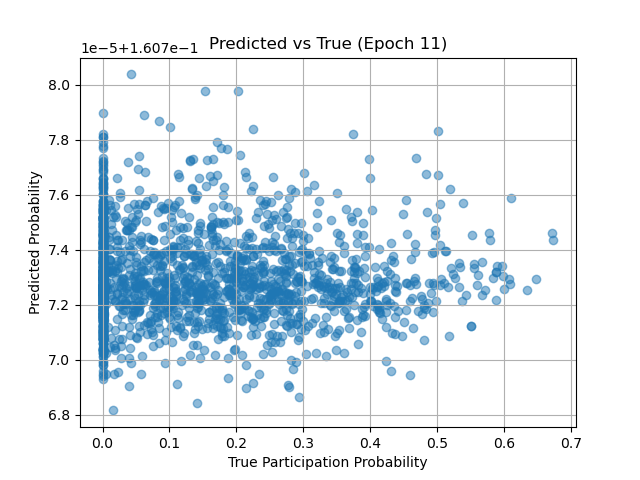 Predicted vs True (Epoch 11)
1e−5+1.607e−1
8.0
7.8
7.6
7.4
7.2
7.0
6.8
Predicted Probability
0.0 0.1 0.2 0.3 0.4 0.5 0.6 0.7
True Participation Probability